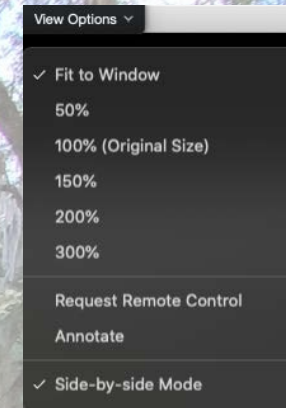 View Options
Fit to Window
50%
100% (Original Size)
150%
200%
300%
Request Remote Control
Annotate
Side-by-side Mode